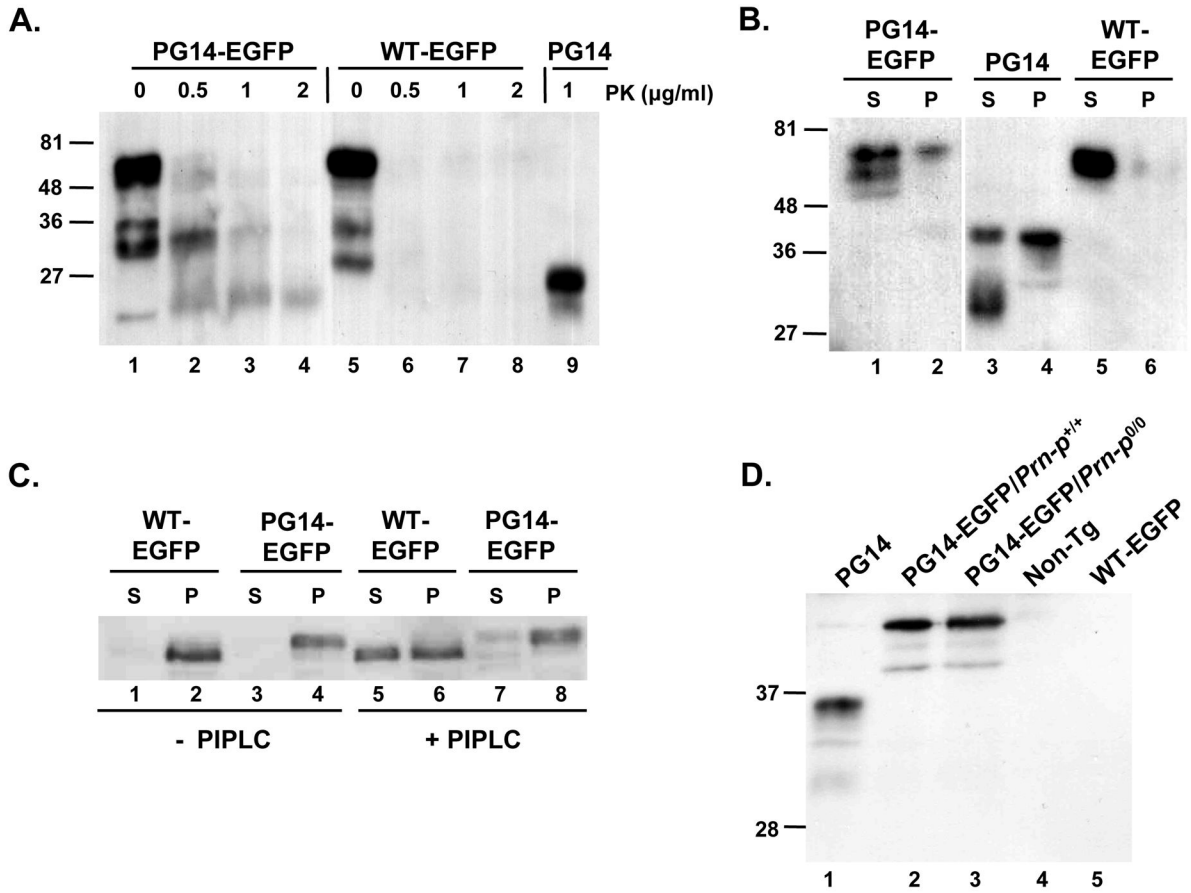 A.
PG14-EGFP WT-EGFP PG14
0 0.5 1 2 0 0.5 1 2 1 PK (µg/ml)
81
48
36
27
1 2 3 4 5 6 7 8 9
B.
PG14-EGFP PG14 WT-EGFP
S P S P S P
81
48
36
27
1 2 3 4 5 6
C.
WT-EGFP PG14-EGFP WT-EGFP PG14-EGFP
S P S P S P S P
1 2 3 4 5 6 7 8
- PIPLC + PIPLC
D.
PG14 PG14-EGFP/Prn-p+/+ PG14-EGFP/Prn-p0/0 Non-Tg WT-EGFP
37
28
1 2 3 4 5